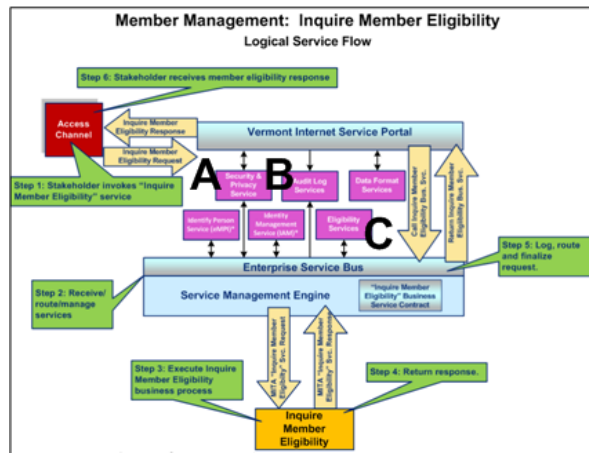 Member Management: Inquire Member Eligibility
Logical Service Flow
Step 6: Stakeholder receives member eligibility response
Access
Channel
Inquire Member
Eligibility Response
Inquire Member
Eligibility Request
Vermont Internet Service Portal
Step 1: Stakeholder invokes "Inquire
Member Eligibility" service
A
Security &
Privacy
Service
B
Audit Log
Services
Data Format
Services
Identify Person
Service (eMPI)*
Identity
Management
Service (IAM)*
Eligibility
Services
C
Call Inquire Member
Eligibility Bus. Svc.
Return Inquire Member
Eligibility Bus. Svc.
Step 5: Log, route
and finalize
request.
Enterprise Service Bus
Step 2: Receive/
route/manage
services
Service Management Engine
"Inquire Member
Eligibility" Business
Service Contract
MITA "Inquire Member
Eligibility" Svc. Request
MITA "Inquire Member
Eligibility" Svc. Response
Step 3: Execute Inquire
Member Eligibility
business process
Step 4: Return response.
Inquire
Member
Eligibility